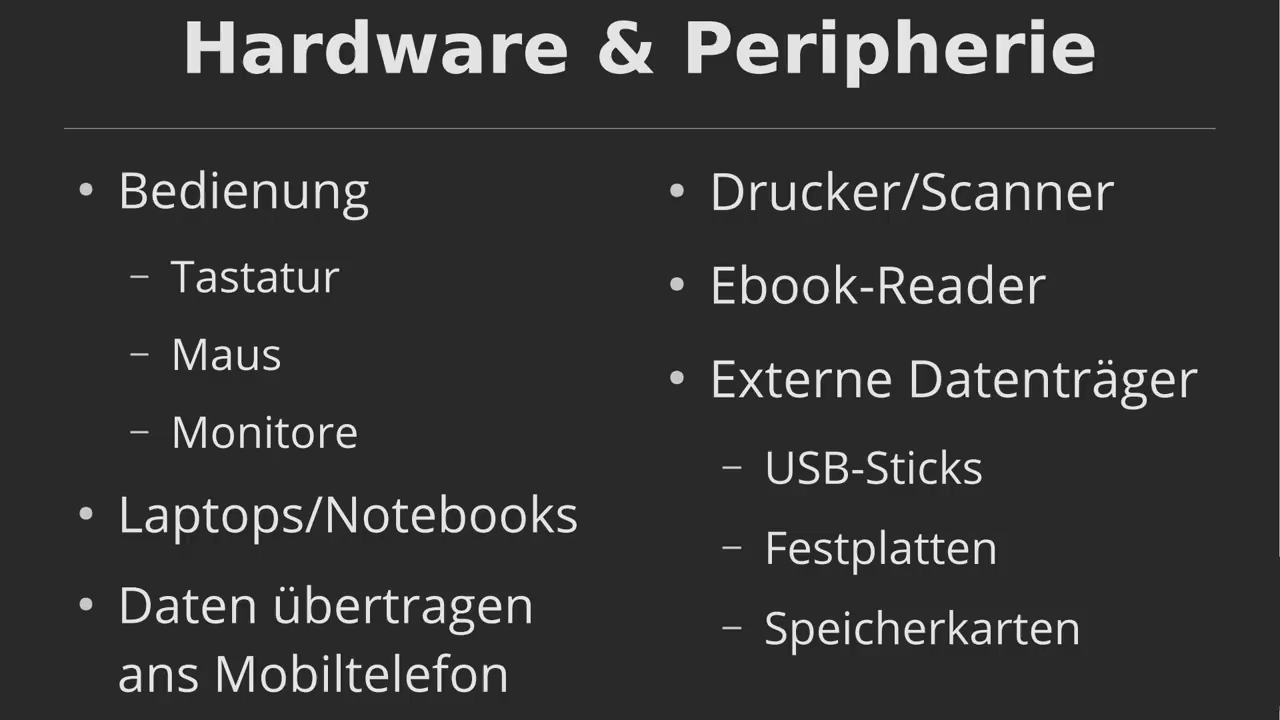 Hardware & Peripherie
• Bedienung
– Tastatur
– Maus
– Monitore
• Laptops/Notebooks
• Daten übertragen
ans Mobiltelefon
• Drucker/Scanner
• Ebook-Reader
• Externe Datenträger
– USB-Sticks
– Festplatten
– Speicherkarten